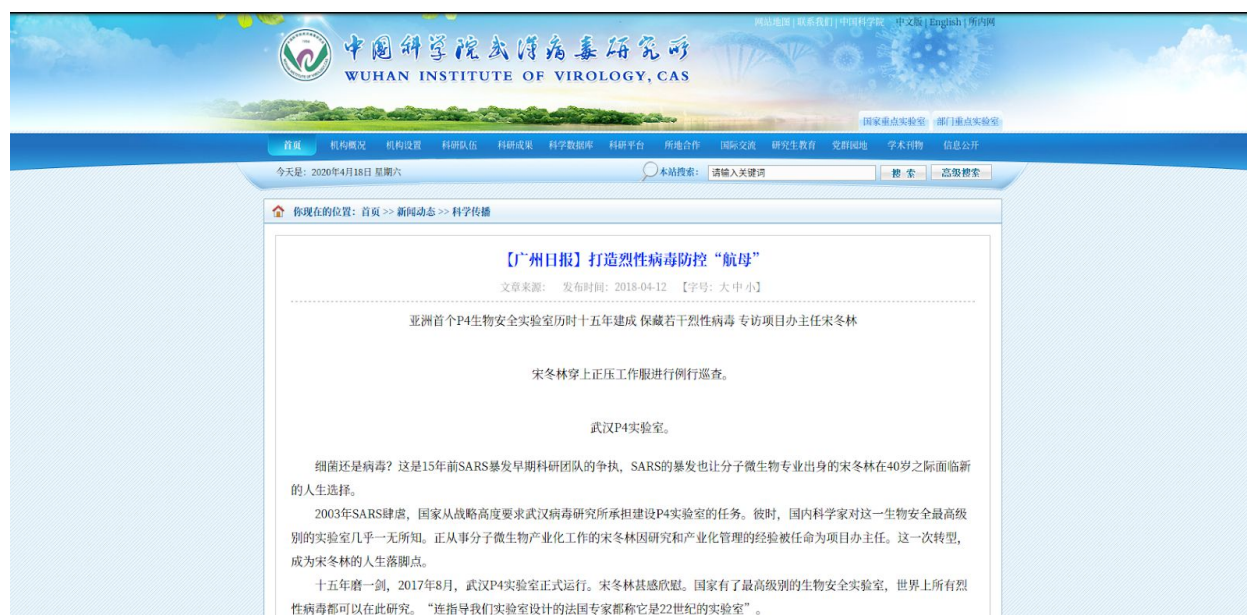 网站地图 | 联系我们 | 中国科学院 中文版 | English | 所内网
中国科学院武汉病毒研究所
WUHAN INSTITUTE OF VIROLOGY, CAS
国家重点实验室 部门重点实验室
首页 机构概况 机构设置 科研队伍 科研成果 科学数据库 科研平台 所地合作 国际交流 研究生教育 党群园地 学术刊物 信息公开
今天是：2020年4月18日 星期六 本站搜索： 请输入关键词 搜 索 高级搜索
你现在的位置：首页 >> 新闻动态 >> 科学传播
【广州日报】打造烈性病毒防控“航母”
文章来源： 发布时间：2018-04-12 【字号：大 中 小】
亚洲首个P4生物安全实验室历时十五年建成 保藏若干烈性病毒 专访项目办主任宋冬林
宋冬林穿上正压工作服进行例行巡查。
武汉P4实验室。
细菌还是病毒？这是15年前SARS暴发早期科研团队的争执，SARS的暴发也让分子微生物专业出身的宋冬林在40岁之际面临新
的人生选择。
2003年SARS肆虐，国家从战略高度要求武汉病毒研究所承担建设P4实验室的任务。彼时，国内科学家对这一生物安全最高级
别的实验室几乎一无所知。正从事分子微生物产业化工作的宋冬林因研究和产业化管理的经验被任命为项目办主任。这一次转型，
成为宋冬林的人生落脚点。
十五年磨一剑，2017年8月，武汉P4实验室正式运行。宋冬林甚感欣慰。国家有了最高级别的生物安全实验室，世界上所有烈
性病毒都可以在此研究。“连指导我们实验室设计的法国专家都称它是22世纪的实验室”。